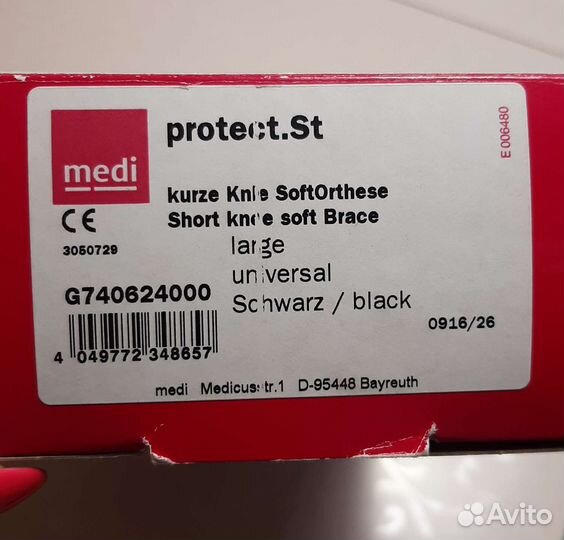 medi
protect.St
E 006480
kurze Knie SoftOrthese
Short knee soft Brace
CE
3050729
large
universal
G740624000
Schwarz / black
0916/26
4 049772 348657
medi Medicusstr.1 D-95448 Bayreuth
Avito